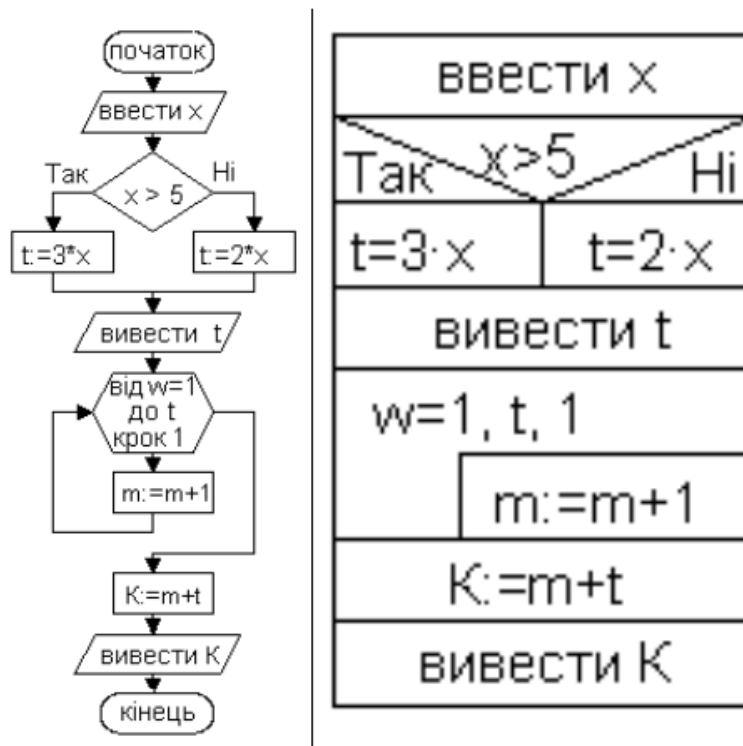 початок
ввести x
Так
Ні
x > 5
t:=3*x
t:=2*x
вивести t
від w=1
до t
крок 1
m:=m+1
K:=m+t
вивести K
кінець
ввести x
Так
x>5
Ні
t=3·x
t=2·x
вивести t
w=1, t, 1
m:=m+1
K:=m+t
вивести K